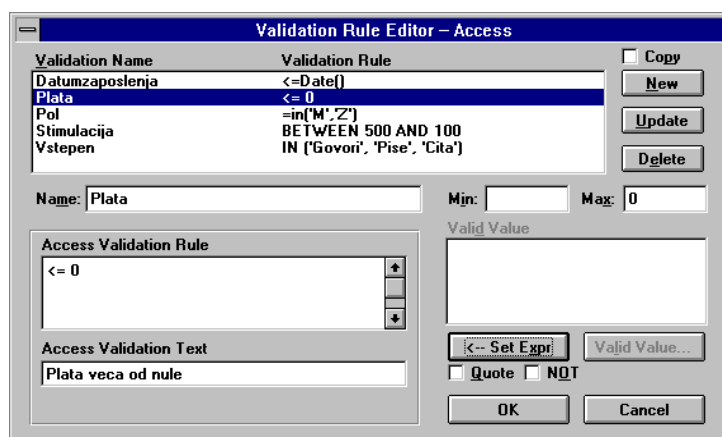 Validation Rule Editor – Access
Validation Name Validation Rule
Copy
Datumzaposlenja <=Date()
Plata <= 0
Pol =in('M','Z')
Stimulacija BETWEEN 500 AND 100
Vstepen IN ('Govori', 'Pise', 'Cita')
New
Update
Delete
Name: Plata
Min:
Max: 0
Access Validation Rule
<= 0
Access Validation Text
Plata veca od nule
Valid Value
<-- Set Expr
Valid Value...
Quote NOT
OK
Cancel